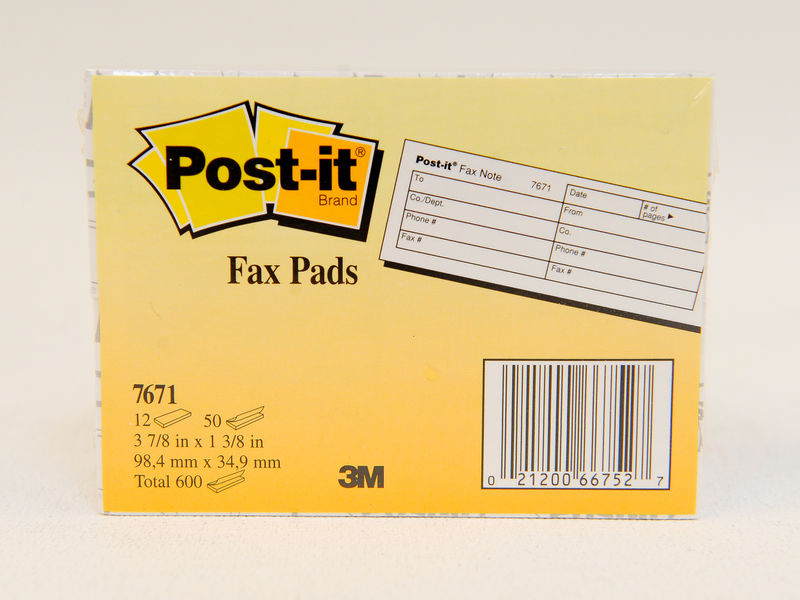 Post-it®
Brand
Fax Pads
Post-it® Fax Note 7671
To
Co./Dept.
Phone #
Fax #
Date
# of pages ▶
From
Co.
Phone #
Fax #
7671
12 50
3 7/8 in x 1 3/8 in
98,4 mm x 34,9 mm
Total 600
3M
0 21200 66752 7